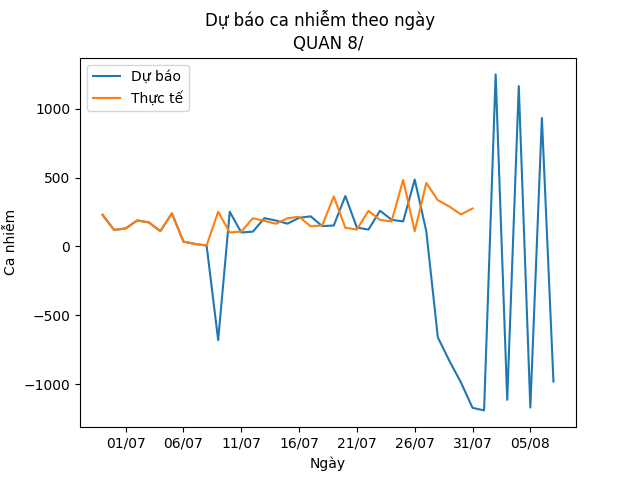 Dự báo ca nhiễm theo ngày
QUAN 8/
Dự báo
Thực tế
1000
500
0
−500
−1000
Ca nhiễm
01/07 06/07 11/07 16/07 21/07 26/07 31/07 05/08
Ngày